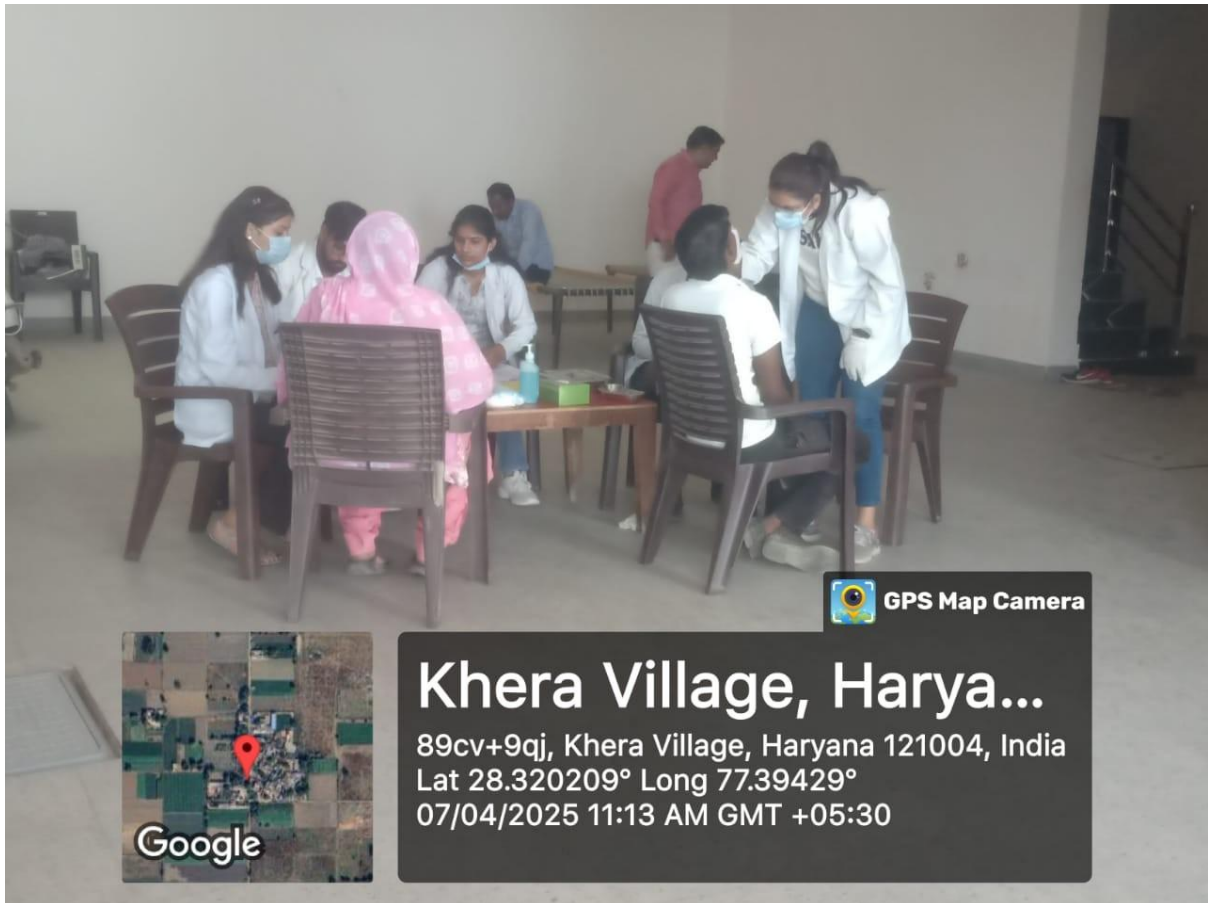 GPS Map Camera
Khera Village, Harya...
89cv+9qj, Khera Village, Haryana 121004, India
Lat 28.320209° Long 77.39429°
07/04/2025 11:13 AM GMT +05:30
Google